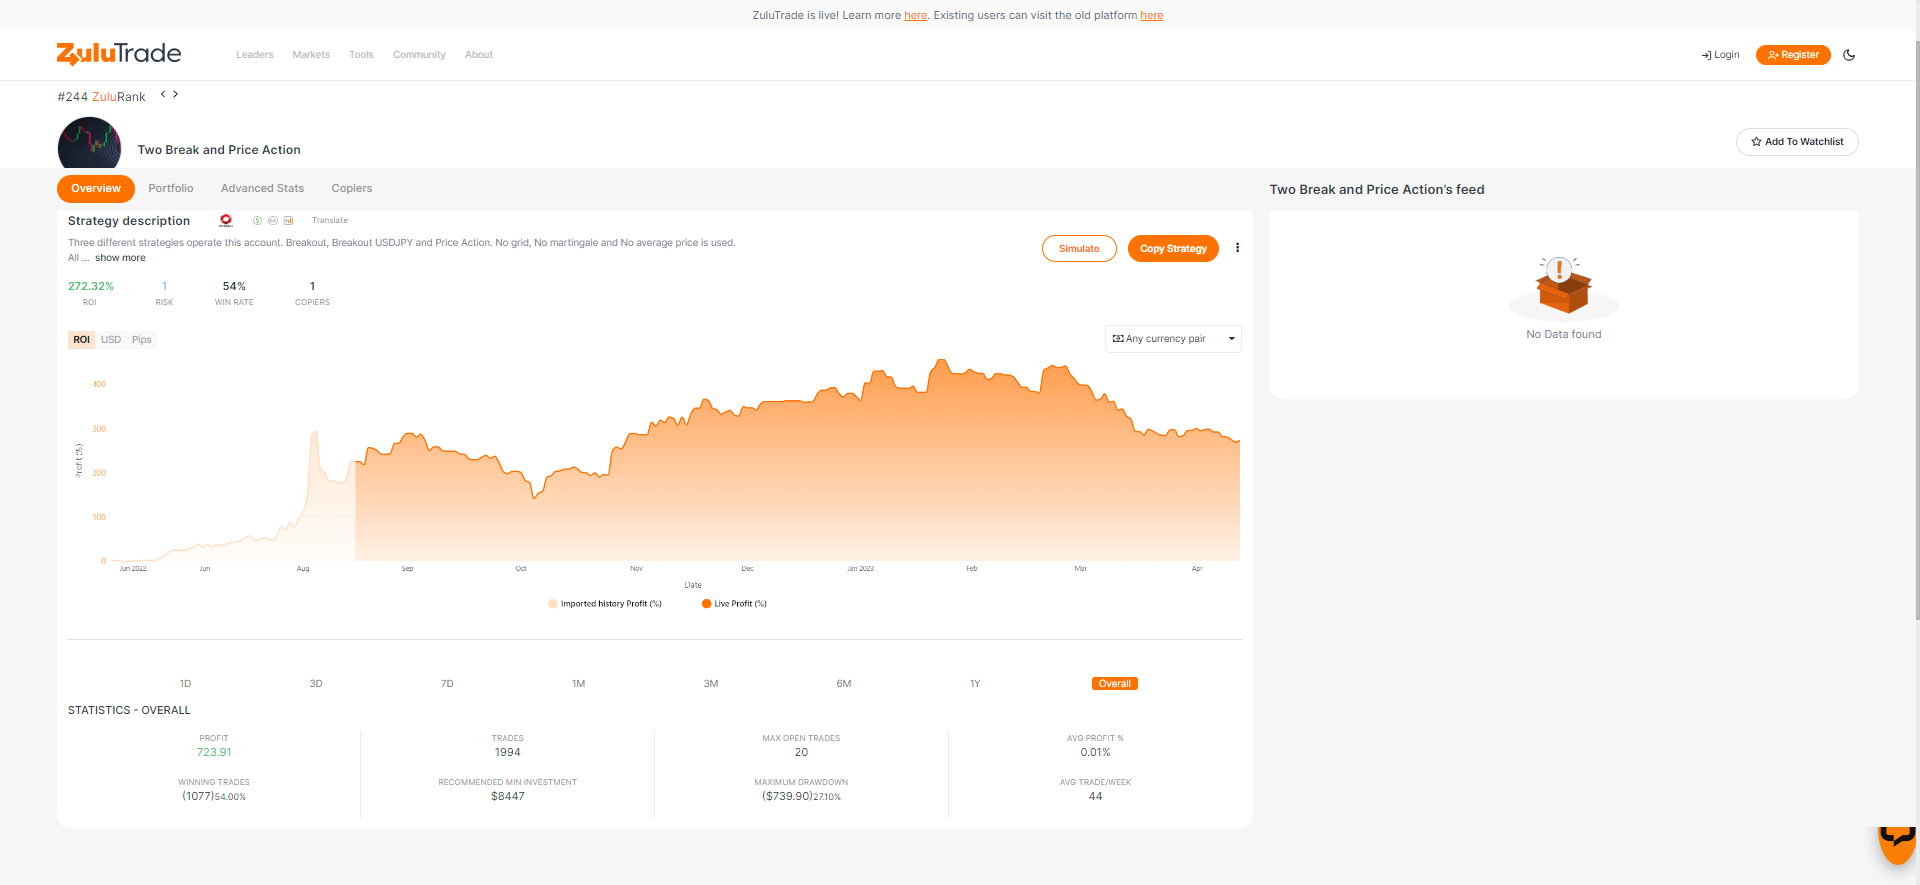 ZuluTrade is live! Learn more here. Existing users can visit the old platform here
ZuluTrade
Leaders Markets Tools Community About
Login Register
#244 ZuluRank
Two Break and Price Action
Add To Watchlist
Overview Portfolio Advanced Stats Copiers
Two Break and Price Action's feed
Strategy description Translate
Three different strategies operate this account. Breakout, Breakout USDJPY and Price Action. No grid, No martingale and No average price is used.
All ... show more
Simulate Copy Strategy
272.32% 1 54% 1
ROI RISK WIN RATE COPIERS
No Data found
ROI USD Pips
Any currency pair
Profit (%)
400
300
200
100
0
Jun 2022 Jun Aug Sep Oct Nov Dec Jan 2023 Feb Mar Apr
Date
Imported history Profit (%) Live Profit (%)
1D 3D 7D 1M 3M 6M 1Y Overall
STATISTICS - OVERALL
PROFIT TRADES MAX OPEN TRADES AVG PROFIT %
723.91 1994 20 0.01%
WINNING TRADES RECOMMENDED MIN INVESTMENT MAXIMUM DRAWDOWN AVG TRADE/WEEK
(1077)54.00% $8447 ($739.90)27.10% 44